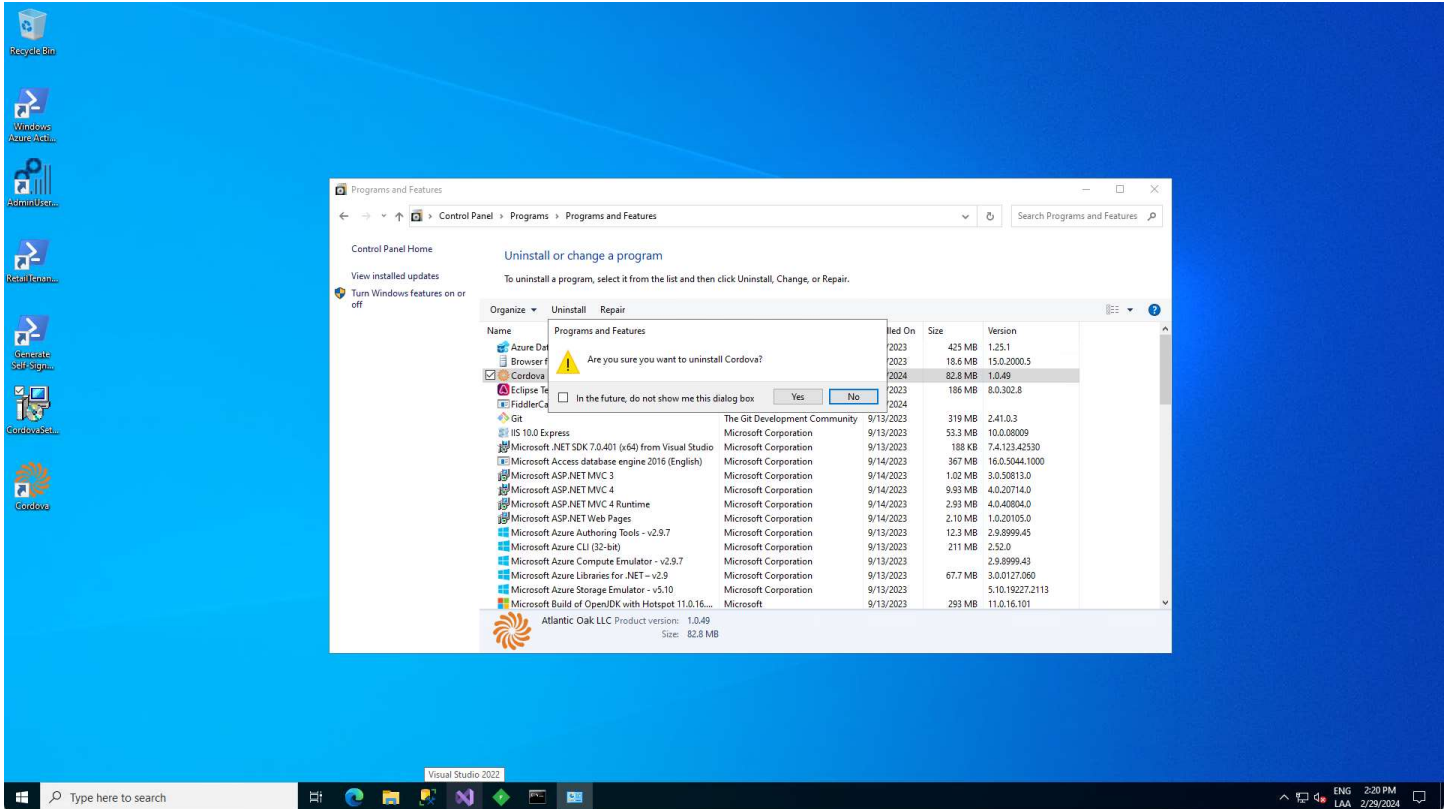 Recycle Bin
Windows
Azure Acti...
AdminUser...
RetailTenan...
Generate
Self-Sign...
CordovaSet...
Cordova
Programs and Features
Control Panel > Programs > Programs and Features
Search Programs and Features
Control Panel Home
View installed updates
Turn Windows features on or
off
Uninstall or change a program
To uninstall a program, select it from the list and then click Uninstall, Change, or Repair.
Organize Uninstall Repair
Name lled On Size Version
Programs and Features
Are you sure you want to uninstall Cordova?
In the future, do not show me this dialog box Yes No
Azure Dat /2023 425 MB 1.25.1
Browser f /2023 18.6 MB 15.0.2000.5
Cordova /2024 82.8 MB 1.0.49
Eclipse Te /2023 186 MB 8.0.302.8
FiddlerCa /2024
Git The Git Development Community 9/13/2023 319 MB 2.41.0.3
IIS 10.0 Express Microsoft Corporation 9/13/2023 53.3 MB 10.0.08009
Microsoft .NET SDK 7.0.401 (x64) from Visual Studio Microsoft Corporation 9/13/2023 188 KB 7.4.123.42530
Microsoft Access database engine 2016 (English) Microsoft Corporation 9/14/2023 367 MB 16.0.5044.1000
Microsoft ASP.NET MVC 3 Microsoft Corporation 9/14/2023 1.02 MB 3.0.50813.0
Microsoft ASP.NET MVC 4 Microsoft Corporation 9/14/2023 9.93 MB 4.0.20714.0
Microsoft ASP.NET MVC 4 Runtime Microsoft Corporation 9/14/2023 2.93 MB 4.0.40804.0
Microsoft ASP.NET Web Pages Microsoft Corporation 9/14/2023 2.10 MB 1.0.20105.0
Microsoft Azure Authoring Tools - v2.9.7 Microsoft Corporation 9/13/2023 12.3 MB 2.9.8999.45
Microsoft Azure CLI (32-bit) Microsoft Corporation 9/13/2023 211 MB 2.52.0
Microsoft Azure Compute Emulator - v2.9.7 Microsoft Corporation 9/13/2023 2.9.8999.43
Microsoft Azure Libraries for .NET – v2.9 Microsoft Corporation 9/13/2023 67.7 MB 3.0.0127.060
Microsoft Azure Storage Emulator - v5.10 Microsoft Corporation 9/13/2023 5.10.19227.2113
Microsoft Build of OpenJDK with Hotspot 11.0.16.... Microsoft 9/13/2023 293 MB 11.0.16.101
Atlantic Oak LLC Product version: 1.0.49
Size: 82.8 MB
Visual Studio 2022
Type here to search
ENG 2:20 PM
LAA 2/29/2024